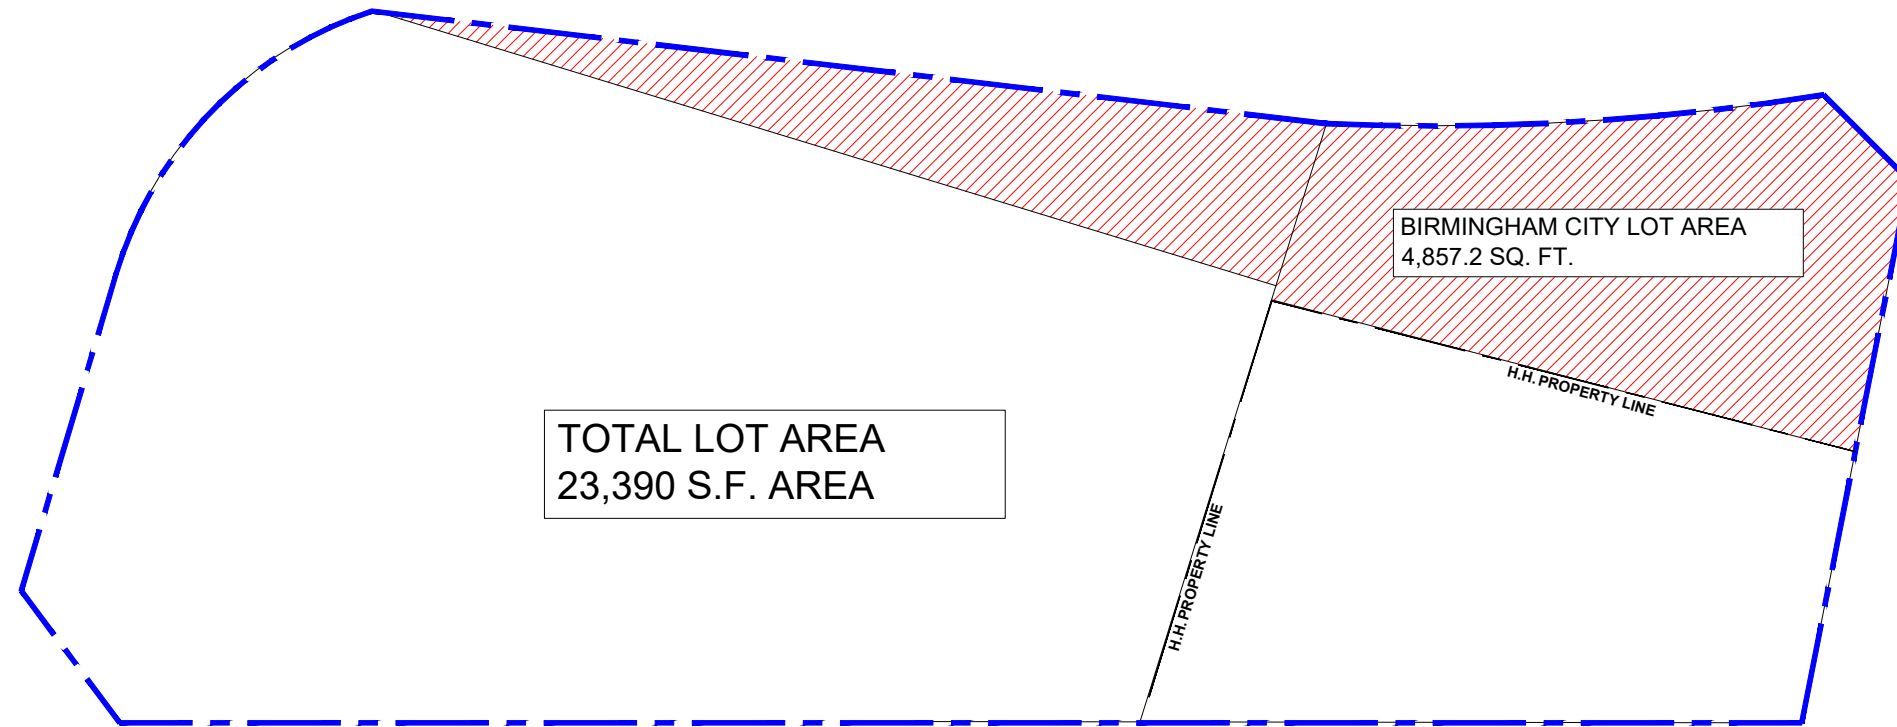 BIRMINGHAM CITY LOT AREA
4,857.2 SQ. FT.
H.H. PROPERTY LINE
TOTAL LOT AREA
23,390 S.F. AREA
H.H. PROPERTY LINE